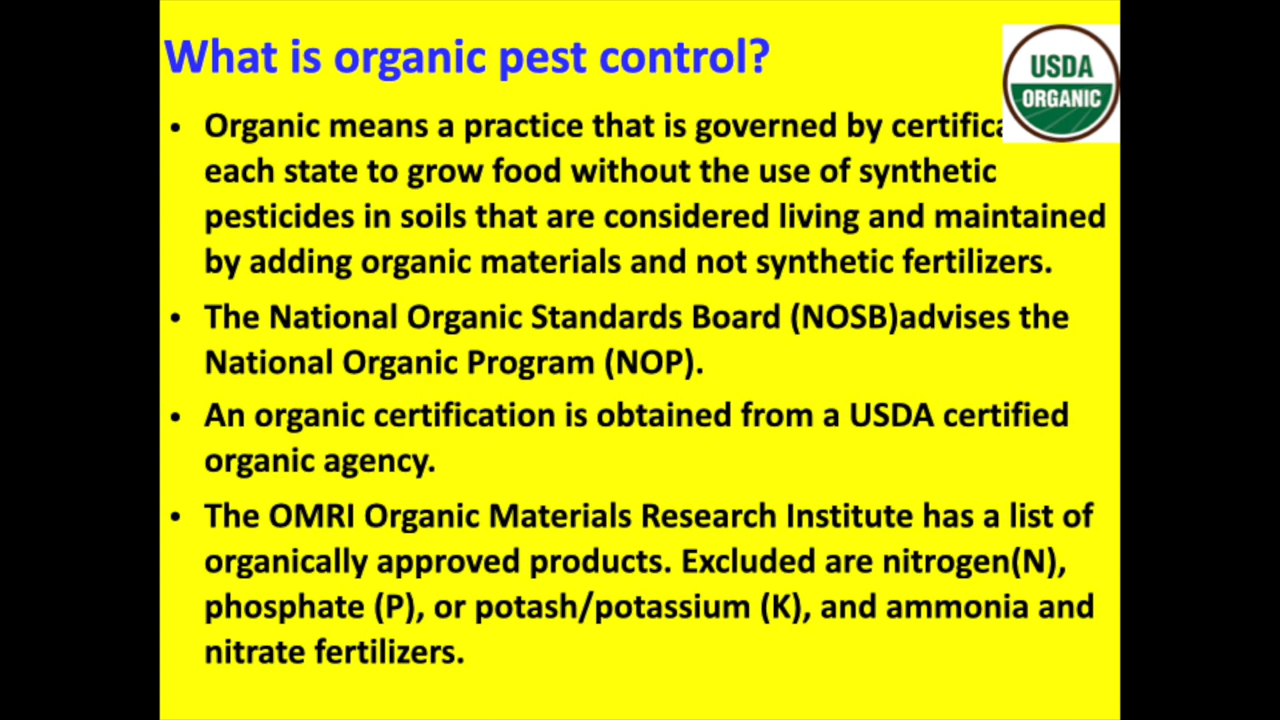 What is organic pest control?
USDA
ORGANIC
• Organic means a practice that is governed by
each state to grow food without the use of synthetic
pesticides in soils that are considered living and maintained
by adding organic materials and not synthetic fertilizers.
• The National Organic Standards Board (NOSB)advises the
National Organic Program (NOP).
• An organic certification is obtained from a USDA certified
organic agency.
• The OMRI Organic Materials Research Institute has a list of
organically approved products. Excluded are nitrogen(N),
phosphate (P), or potash/potassium (K), and ammonia and
nitrate fertilizers.